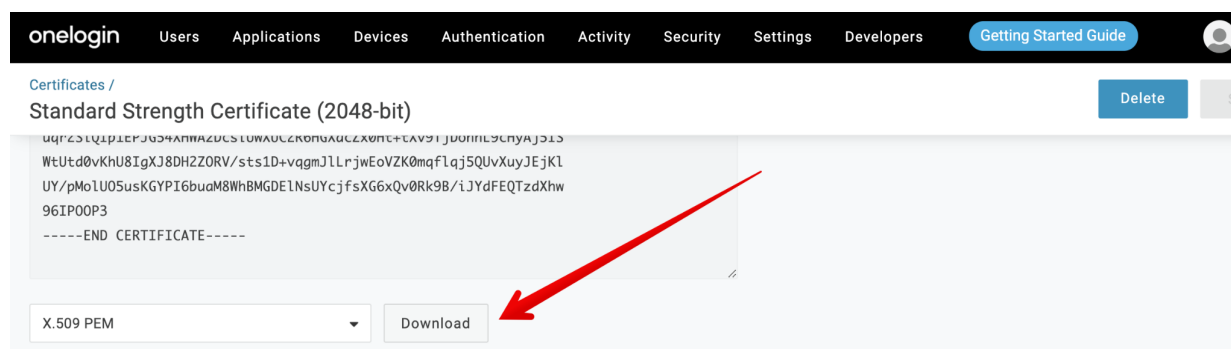 onelogin Users Applications Devices Authentication Activity Security Settings Developers Getting Started Guide
Certificates /
Standard Strength Certificate (2048-bit) Delete
WtUtd0vKhU8IgXJ8DH2ZORV/sts1D+vqgmJlLrjwEoVZK0mqflqj5QUvXuyJEjKl
UY/pMolUO5usKGYPI6buaM8WhBMGDElNsUYcjfsXG6xQv0Rk9B/iJYdFEQTzdXhw
96IPOOP3
-----END CERTIFICATE-----
X.509 PEM Download